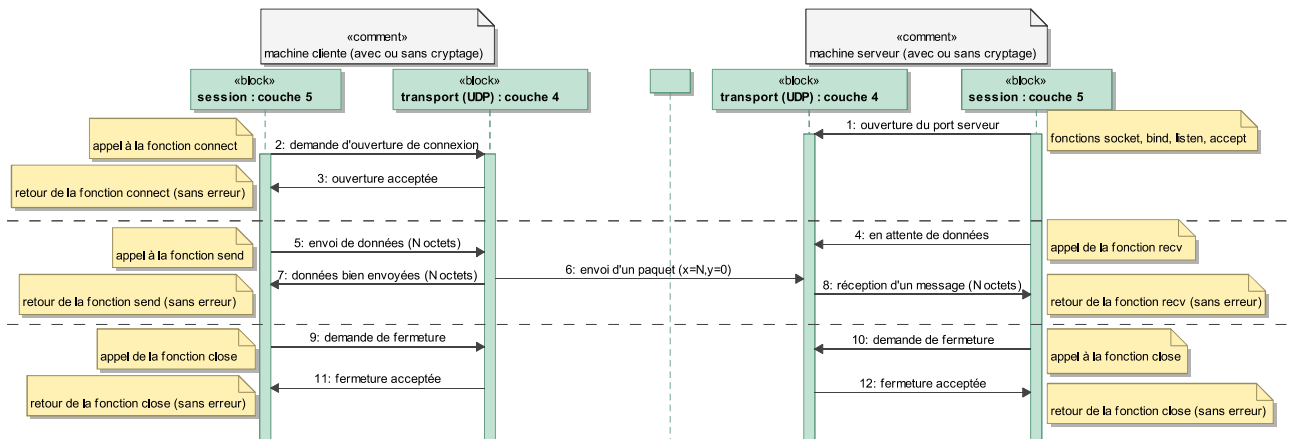 «comment»
machine cliente (avec ou sans cryptage)
«comment»
machine serveur (avec ou sans cryptage)
«block»
session : couche 5
«block»
transport (UDP) : couche 4
«block»
transport (UDP) : couche 4
«block»
session : couche 5
1: ouverture du port serveur
fonctions socket, bind, listen, accept
appel à la fonction connect
2: demande d'ouverture de connexion
3: ouverture acceptée
retour de la fonction connect (sans erreur)
4: en attente de données
appel de la fonction recv
appel à la fonction send
5: envoi de données (N octets)
6: envoi d'un paquet (x=N,y=0)
7: données bien envoyées (N octets)
retour de la fonction send (sans erreur)
8: réception d'un message (N octets)
retour de la fonction recv (sans erreur)
appel de la fonction close
9: demande de fermeture
10: demande de fermeture
appel à la fonction close
11: fermeture acceptée
retour de la fonction close (sans erreur)
12: fermeture acceptée
retour de la fonction close (sans erreur)